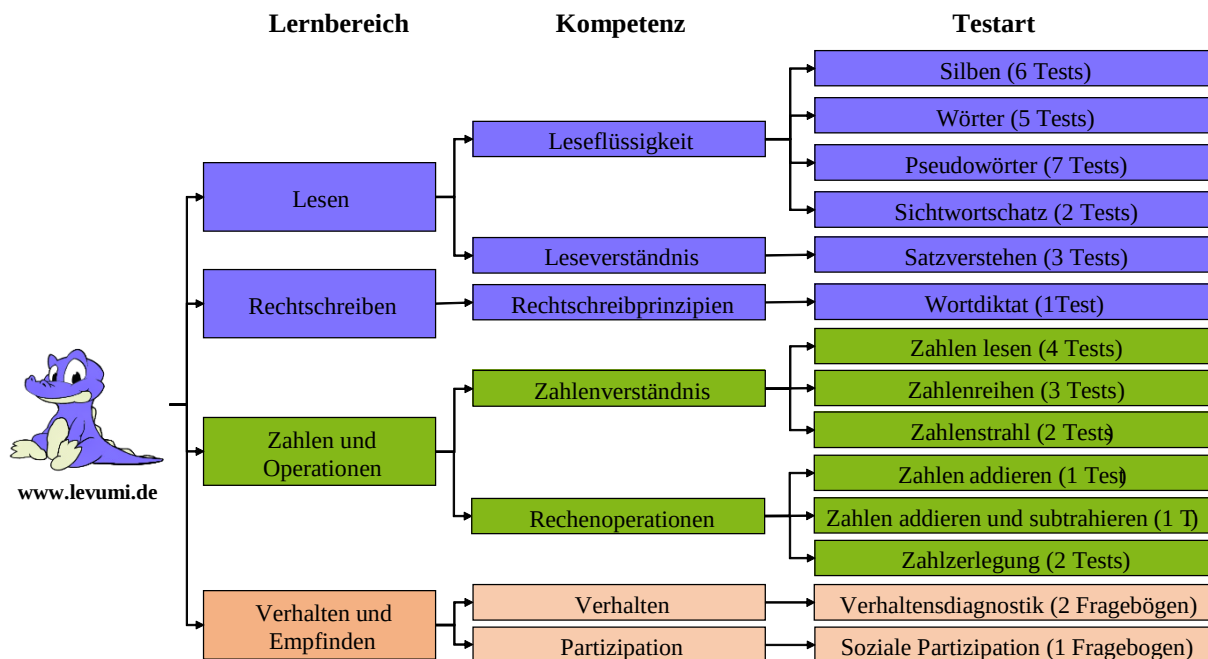 Lernbereich
Kompetenz
Testart
Silben (6 Tests)
Wörter (5 Tests)
Leseflüssigkeit
Pseudowörter (7 Tests)
Lesen
Sichtwortschatz (2 Tests)
Leseverständnis
Satzverstehen (3 Tests)
Rechtschreiben
Rechtschreibprinzipien
Wortdiktat (1Test)
Zahlen lesen (4 Tests)
Zahlenverständnis
Zahlenreihen (3 Tests)
Zahlenstrahl (2 Tests)
Zahlen und
Operationen
Zahlen addieren (1 Test)
www.levumi.de
Rechenoperationen
Zahlen addieren und subtrahieren (1 T)
Zahlzerlegung (2 Tests)
Verhalten und
Empfinden
Verhalten
Verhaltensdiagnostik (2 Fragebögen)
Partizipation
Soziale Partizipation (1 Fragebogen)